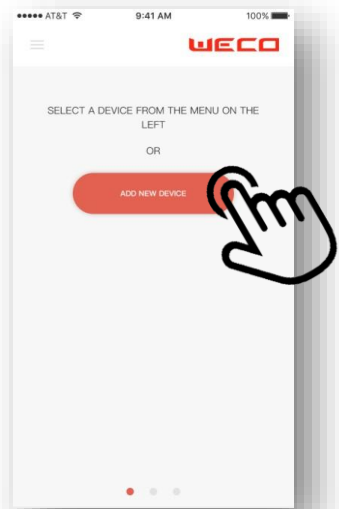 AT&T 9:41 AM 100%
WECO
SELECT A DEVICE FROM THE MENU ON THE
LEFT
OR
ADD NEW DEVICE